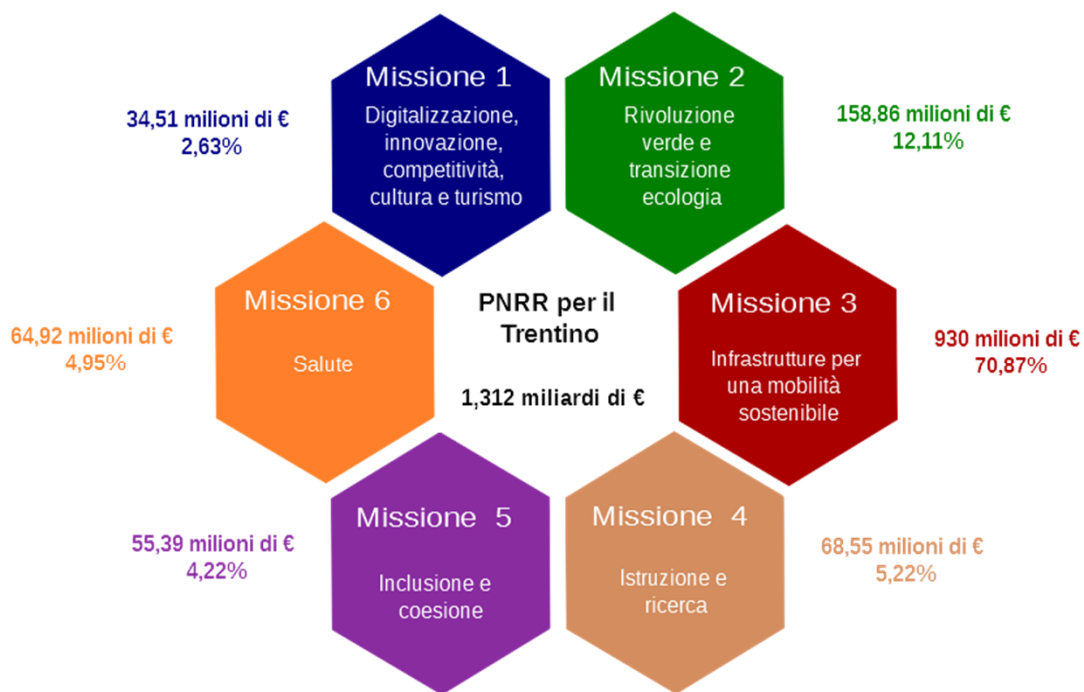 Missione 1
Digitalizzazione,
innovazione,
competitività,
cultura e turismo
34,51 milioni di €
2,63%
Missione 2
Rivoluzione
verde e
transizione
ecologia
158,86 milioni di €
12,11%
Missione 6
Salute
64,92 milioni di €
4,95%
PNRR per il
Trentino
1,312 miliardi di €
Missione 3
Infrastrutture per
una mobilità
sostenibile
930 milioni di €
70,87%
Missione 5
Inclusione e
coesione
55,39 milioni di €
4,22%
Missione 4
Istruzione e
ricerca
68,55 milioni di €
5,22%